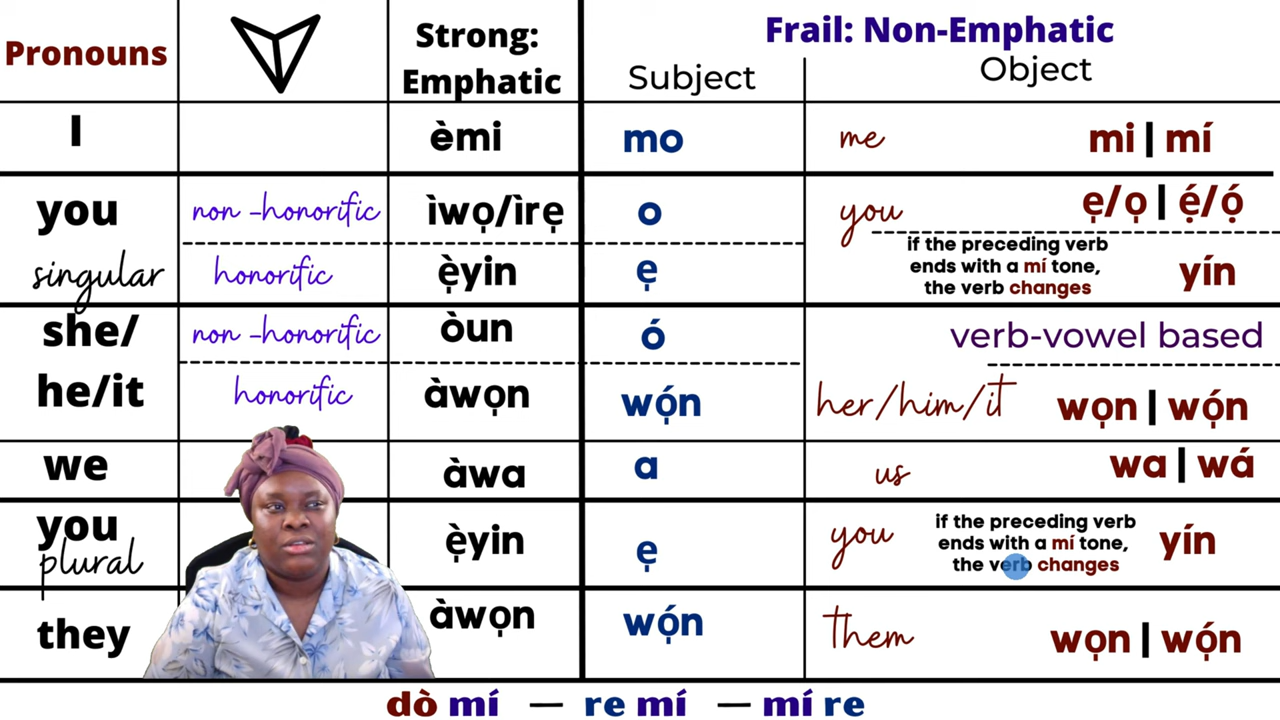 Pronouns
Strong:
Emphatic
Frail: Non-Emphatic
Subject
Object
I
èmi
mo
me
mi | mí
you
singular
non -honorific
ìwọ/ìrẹ
o
you
ẹ/ọ | ẹ́/ọ́
honorific
ẹ̀yin
ẹ
if the preceding verb
ends with a mí tone,
the verb changes
yín
she/
he/it
non -honorific
òun
ó
verb-vowel based
honorific
àwọn
wọ́n
her/him/it
wọn | wọ́n
we
àwa
a
us
wa | wá
you
plural
ẹ̀yin
ẹ
you
if the preceding verb
ends with a mí tone,
the verb changes
yín
they
àwọn
wọ́n
them
wọn | wọ́n
dò mí — re mí — mí re